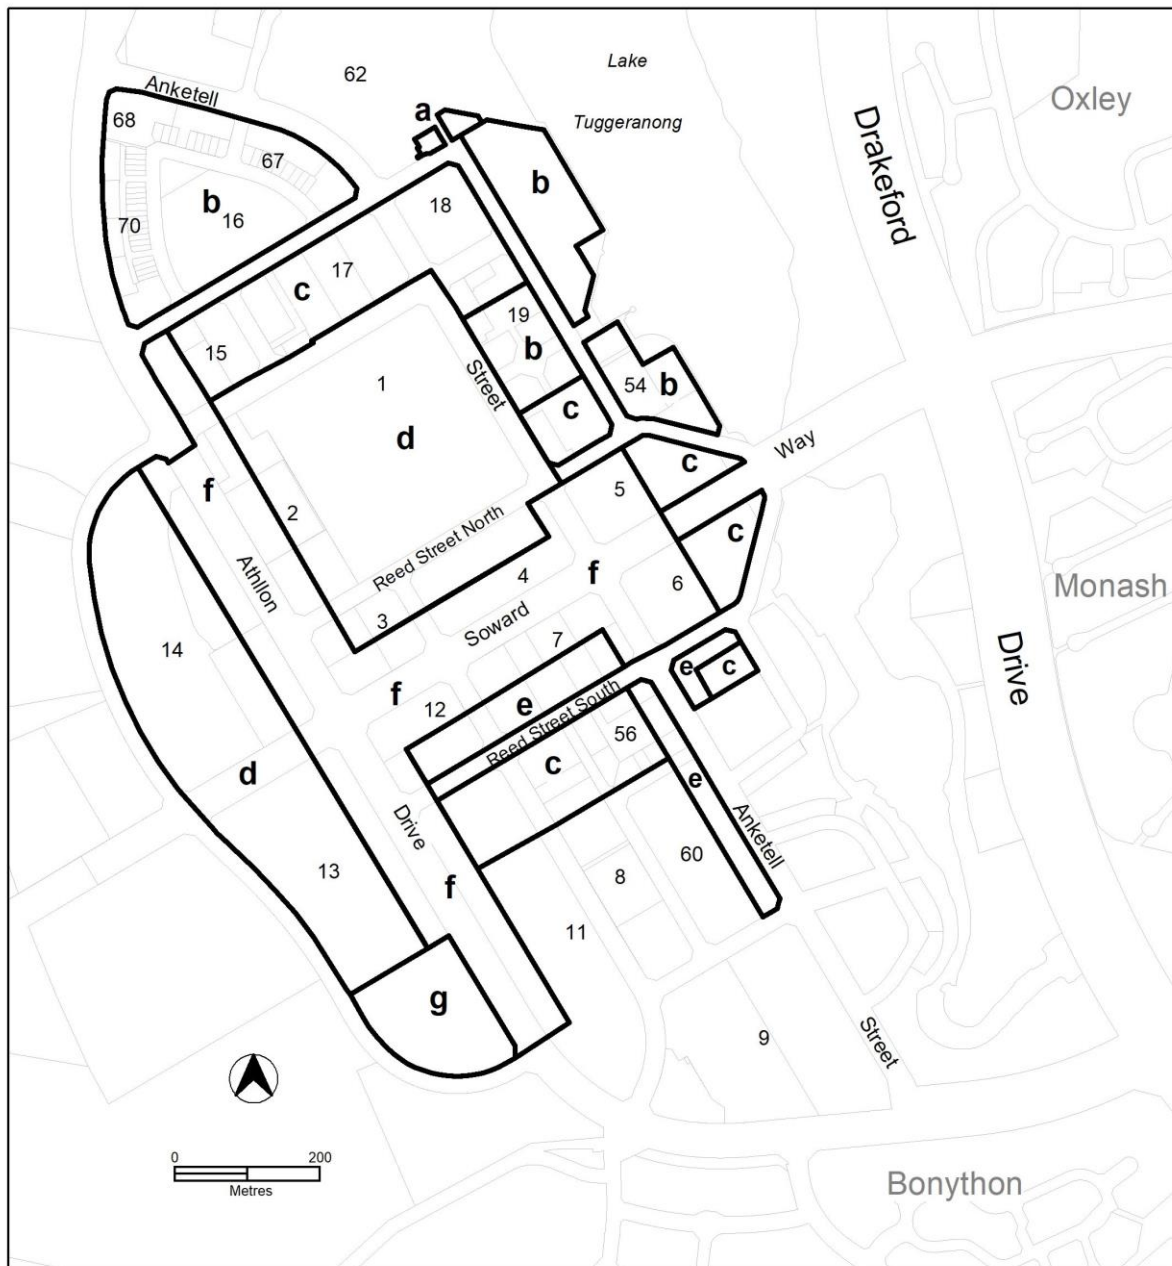 62
Lake
Oxley
Anketell
68
a
Tuggeranong
67
b
b
Drakeford
70
16
18
17
c
19
b
15
1
Street
54
b
c
d
Way
c
f
5
2
c
Reed Street North
Athllon
4
f
6
Monash
3
Soward
14
7
e
c
Drive
f
12
e
Reed Street South
56
d
c
e
Drive
Anketell
13
f
8
60
11
g
9
Street
0
200
Metres
Bonython